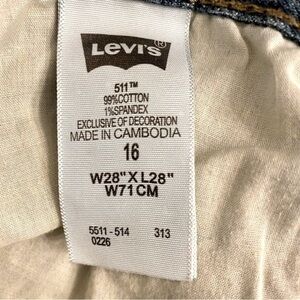 Levi's®
511™
99%COTTON
1%SPANDEX
EXCLUSIVE OF DECORATION
MADE IN CAMBODIA
16
W28"X L28"
W71CM
5511-514 313
0226